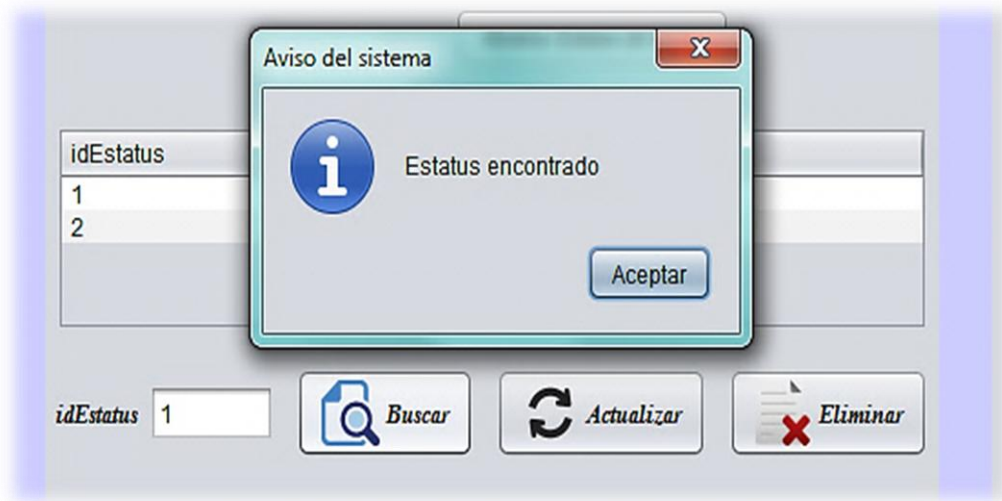 Aviso del sistema
Estatus encontrado
Aceptar
idEstatus
1
2
idEstatus 1 Buscar Actualizar Eliminar